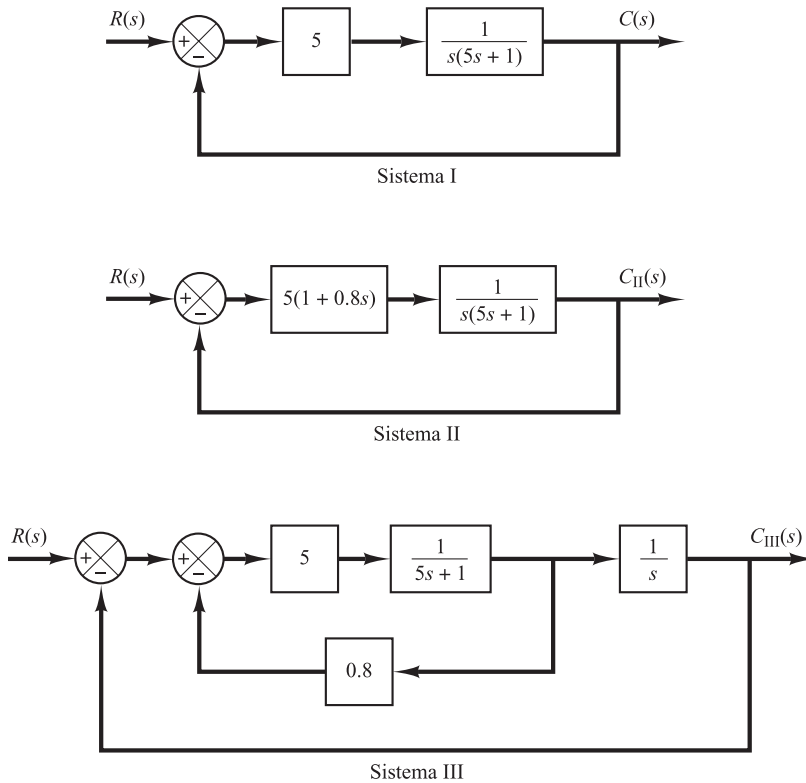 R(s) + − 5 1/s(5s + 1) C(s)
Sistema I
R(s) + − 5(1 + 0.8s) 1/s(5s + 1) C_II(s)
Sistema II
R(s) + − + − 5 1/5s + 1 1/s C_III(s)
0.8
Sistema III